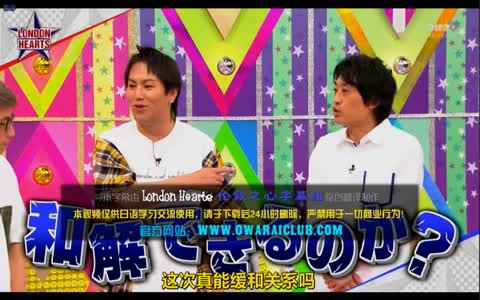 LONDON HEARTS
本字幕由 London Hearts 伦敦之心字幕组 原创翻译制作
本视频仅供日语学习交流使用，请于下载后24小时删除，严禁用于一切商业行为！
官方网站：WWW.OWARAICLUB.COM
和解できるのか？
这次真能缓和关系吗